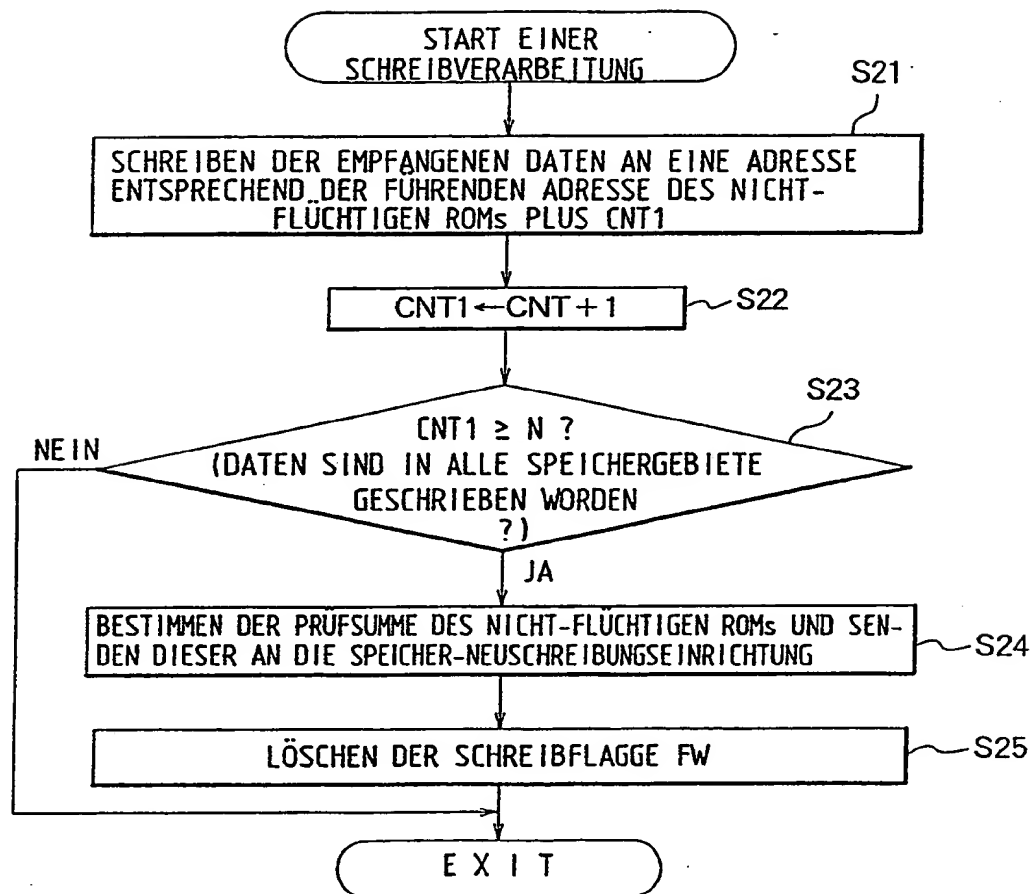 START EINER
SCHREIBVERARBEITUNG
S21
SCHREIBEN DER EMPFANGENEN DATEN AN EINE ADRESSE
ENTSPRECHEND DER FÜHRENDEN ADRESSE DES NICHT-
FLÜCHTIGEN ROMs PLUS CNT1
CNT1←CNT+1
S22
S23
CNT1 ≥ N ?
NEIN
(DATEN SIND IN ALLE SPEICHERGEBIETE
GESCHRIEBEN WORDEN
?)
JA
BESTIMMEN DER PRÜFSUMME DES NICHT-FLÜCHTIGEN ROMs UND SEN-
DEN DIESER AN DIE SPEICHER-NEUSCHREIBUNGSEINRICHTUNG
S24
LÖSCHEN DER SCHREIBFLAGGE FW
S25
EXIT